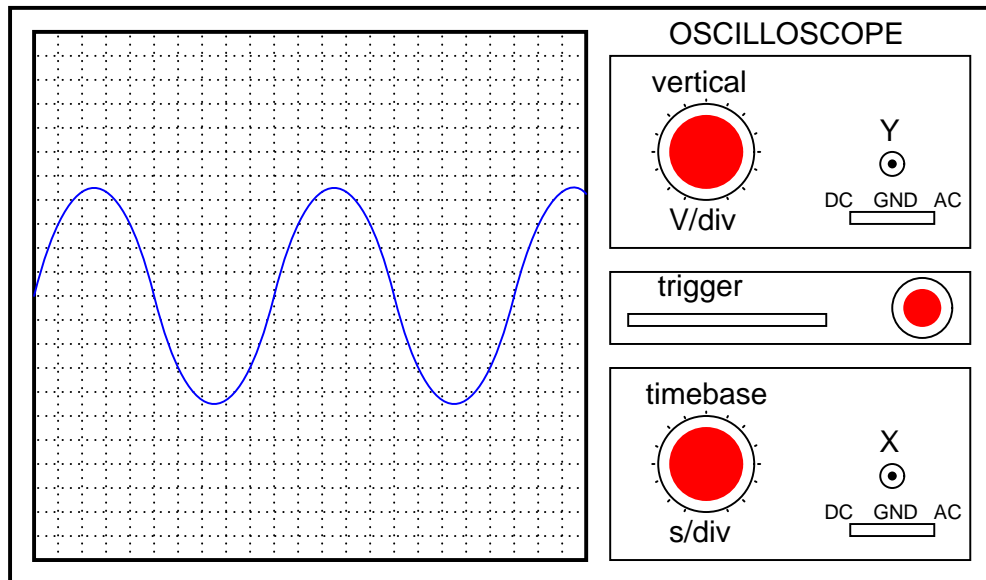 OSCILLOSCOPE
vertical
Y
DC GND AC
V/div
trigger
timebase
X
DC GND AC
s/div